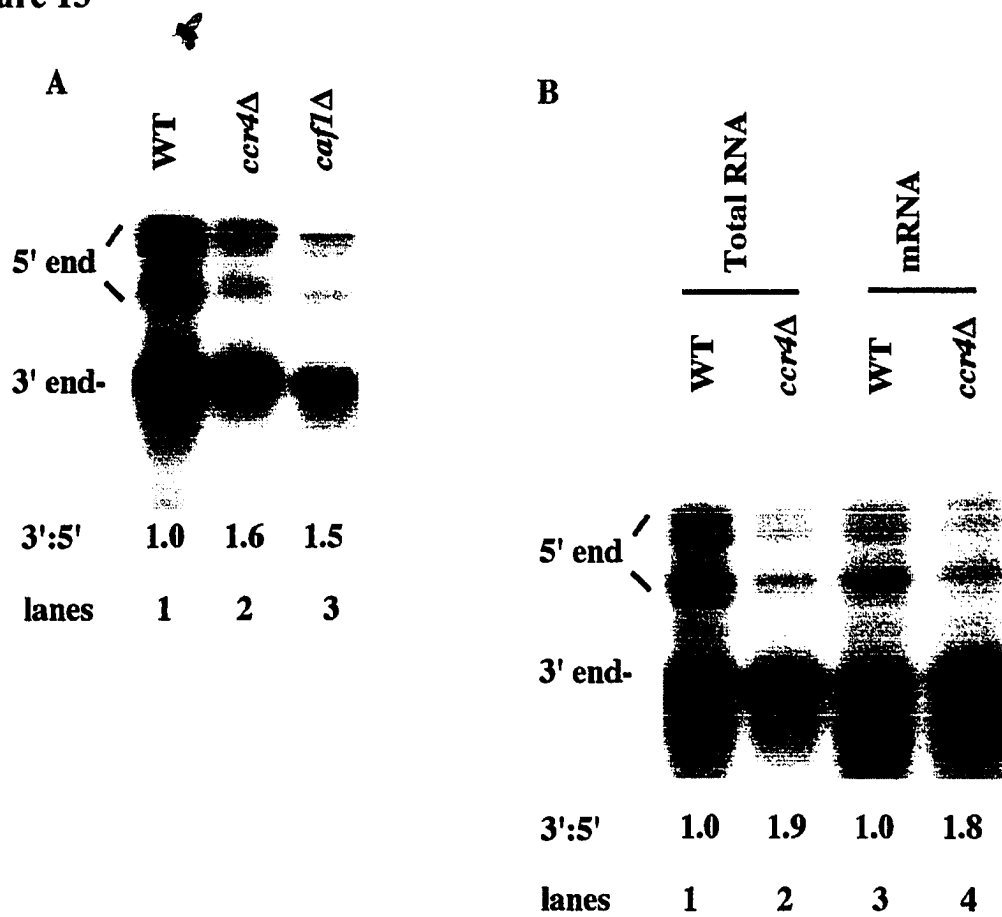 A
WT ccr4Δ caf1Δ
5' end
3' end-
3':5' 1.0 1.6 1.5
lanes 1 2 3
B
Total RNA mRNA
WT ccr4Δ WT ccr4Δ
5' end
3' end-
3':5' 1.0 1.9 1.0 1.8
lanes 1 2 3 4